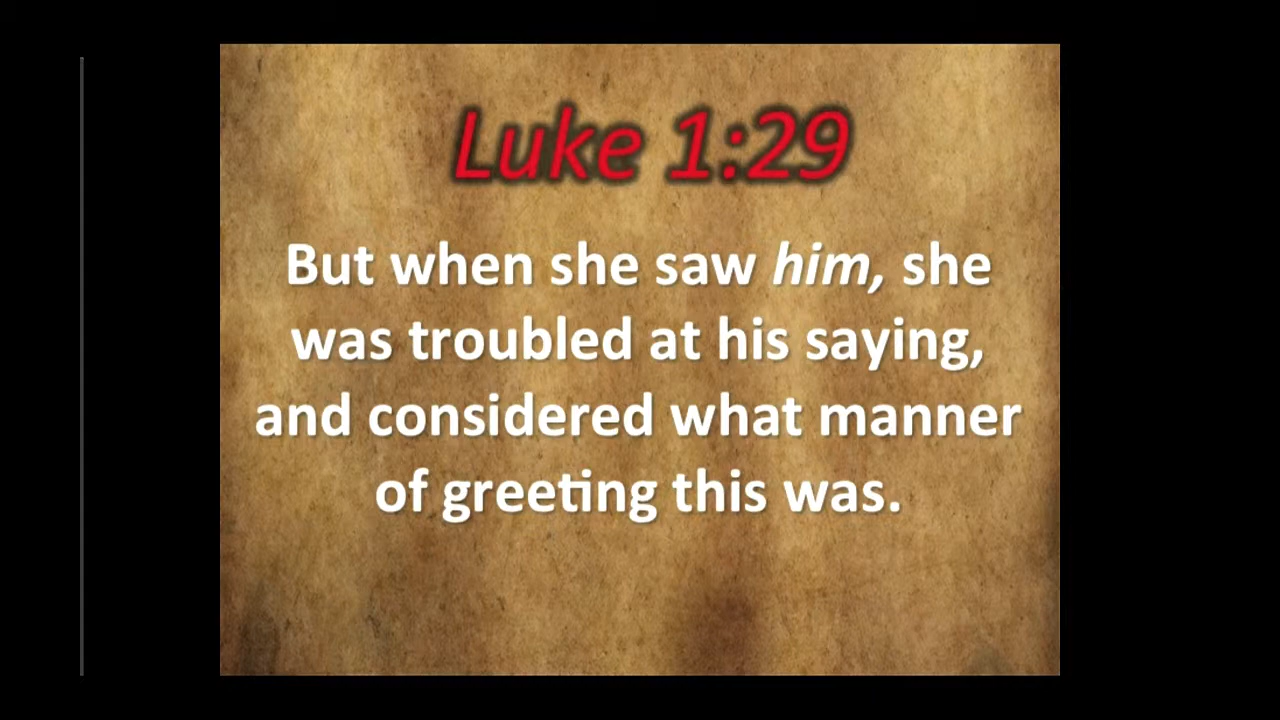 Luke 1:29
But when she saw him, she
was troubled at his saying,
and considered what manner
of greeting this was.